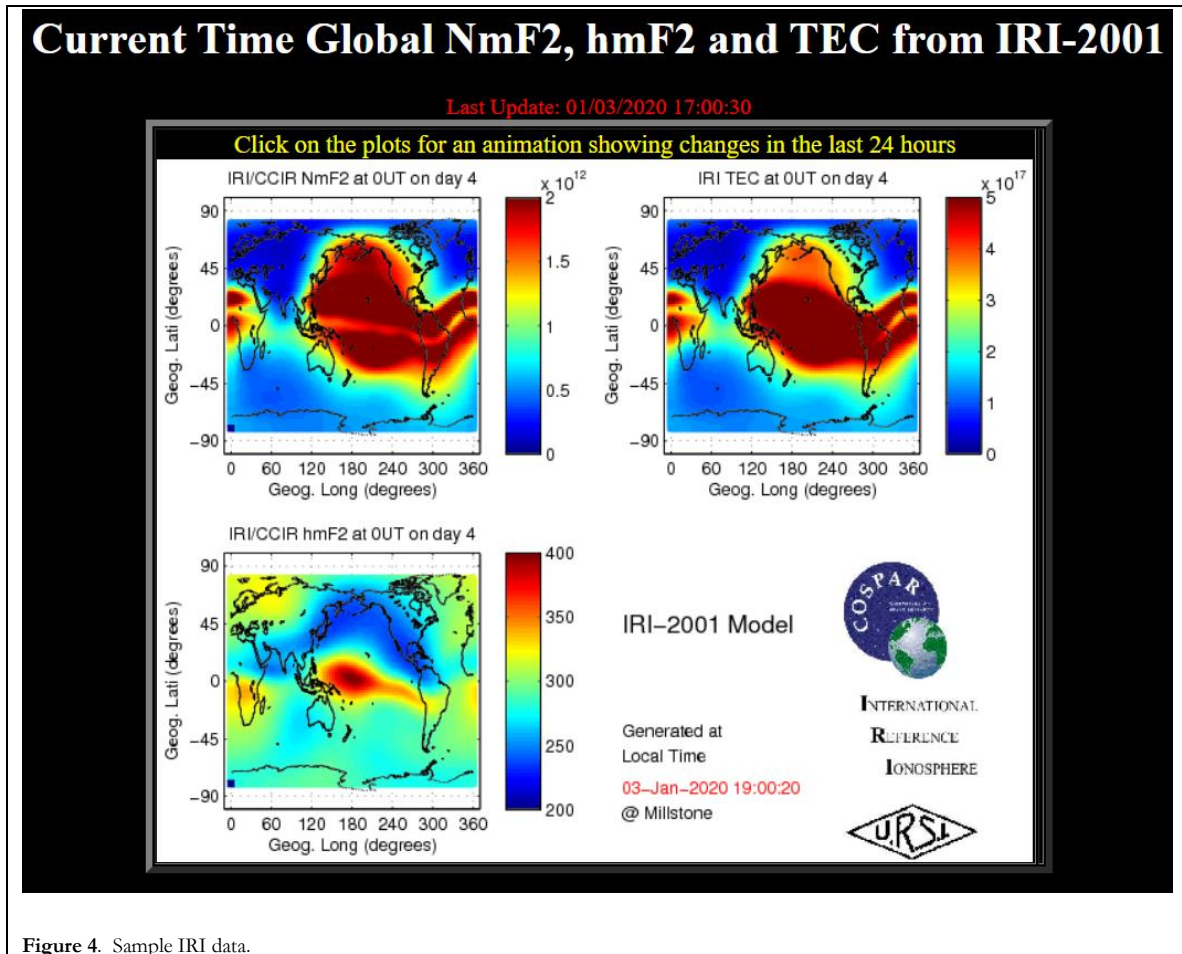 Current Time Global NmF2, hmF2 and TEC from IRI-2001
Last Update: 01/03/2020 17:00:30
Click on the plots for an animation showing changes in the last 24 hours
IRI/CCIR NmF2 at 0UT on day 4
x 10¹²
90
45
0
−45
−90
Geog. Lati (degrees)
0 60 120 180 240 300 360
Geog. Long (degrees)
2
1.5
1
0.5
0
IRI TEC at 0UT on day 4
x 10¹⁷
90
45
0
−45
−90
Geog. Lati (degrees)
0 60 120 180 240 300 360
Geog. Long (degrees)
5
4
3
2
1
0
IRI/CCIR hmF2 at 0UT on day 4
90
45
0
−45
−90
Geog. Lati (degrees)
0 60 120 180 240 300 360
Geog. Long (degrees)
400
350
300
250
200
IRI−2001 Model
Generated at
Local Time
03−Jan−2020 19:00:20
@ Millstone
COSPAR
INTERNATIONAL
REFERENCE
IONOSPHERE
U.R.S.I.
Figure 4. Sample IRI data.